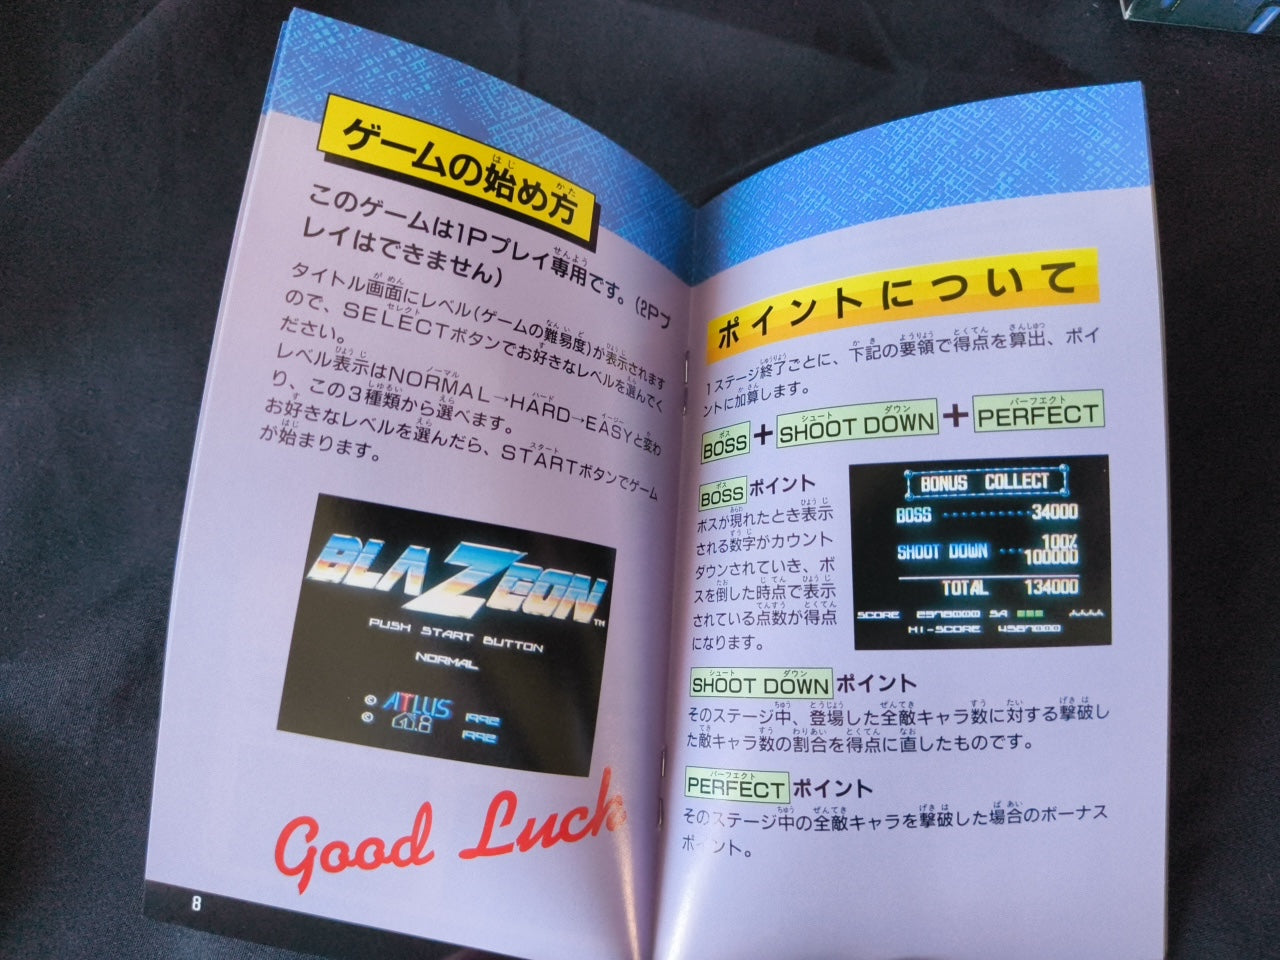 ゲームの始め方
このゲームは1Pプレイ専用です。(2Pプ
レイはできません)
タイトル画面にレベル(ゲームの難易度)が表示されます
ので、SELECTボタンでお好きなレベルを選んでく
ださい。
レベル表示はNORMAL→HARD→EASYと変わ
り、この3種類から選べます。
お好きなレベルを選んだら、STARTボタンでゲーム
が始まります。
BLAZEON™
PUSH START BUTTON
NORMAL
© ATLUS 1992
© 1992
Good Luck
8
ポイントについて
1ステージ終了ごとに、下記の要領で得点を算出、ポイ
ントに加算します。
BOSS + SHOOT DOWN + PERFECT
BOSS ポイント
ボスが現れたとき表示
される数字がカウント
ダウンされていき、ボ
スを倒した時点で表示
されている点数が得点
になります。
BONUS COLLECT
BOSS 34000
SHOOT DOWN 100%
100000
TOTAL 134000
SCORE SA
HI-SCORE
SHOOT DOWN ポイント
そのステージ中、登場した全敵キャラ数に対する撃破し
た敵キャラ数の割合を得点に直したものです。
PERFECT ポイント
そのステージ中の全敵キャラを撃破した場合のボーナス
ポイント。